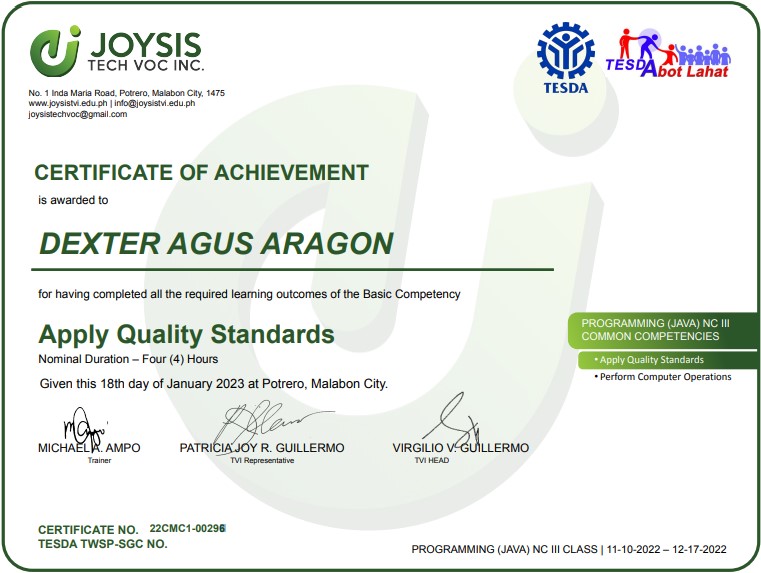 JOYSIS
TECH VOC INC.
No. 1 Inda Maria Road, Potrero, Malabon City, 1475
www.joysistvi.edu.ph | info@joysistvi.edu.ph
joysistechvoc@gmail.com
TESDA
TESDA Abot Lahat
CERTIFICATE OF ACHIEVEMENT
is awarded to
DEXTER AGUS ARAGON
for having completed all the required learning outcomes of the Basic Competency
Apply Quality Standards
Nominal Duration – Four (4) Hours
Given this 18th day of January 2023 at Potrero, Malabon City.
PROGRAMMING (JAVA) NC III
COMMON COMPETENCIES
• Apply Quality Standards
• Perform Computer Operations
MICHAEL A. AMPO
Trainer
PATRICIA JOY R. GUILLERMO
TVI Representative
VIRGILIO V. GUILLERMO
TVI HEAD
CERTIFICATE NO. 22CMC1-00296
TESDA TWSP-SGC NO.
PROGRAMMING (JAVA) NC III CLASS | 11-10-2022 – 12-17-2022